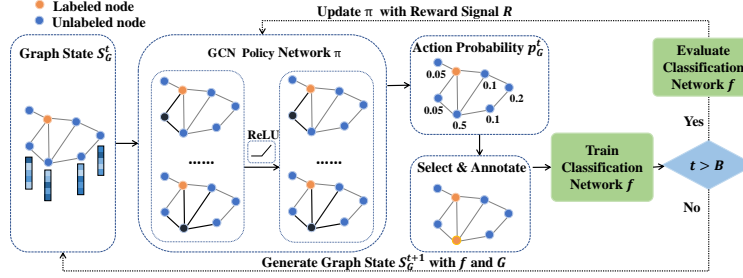 Labeled node
Unlabeled node
Update π with Reward Signal R
Graph State S_G^t
GCN Policy Network π
ReLU
......
......
Action Probability p_G^t
0.05
0.1
0.2
0.05
0.5
0.1
Select & Annotate
Train
Classification
Network f
Evaluate
Classification
Network f
Yes
t > B
No
Generate Graph State S_G^{t+1} with f and G